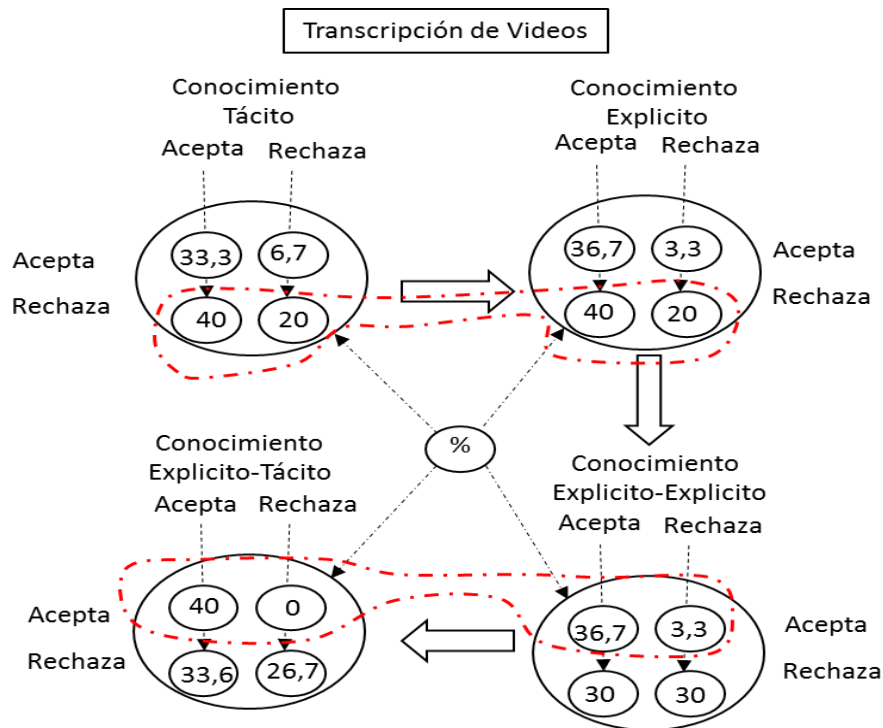 Transcripción de Videos
Conocimiento
Tácito
Acepta Rechaza
Conocimiento
Explicito
Acepta Rechaza
Acepta
33,3 6,7
Rechaza
40 20
36,7 3,3
Acepta
40 20
Rechaza
%
Conocimiento
Explicito-Tácito
Acepta Rechaza
Conocimiento
Explicito-Explicito
Acepta Rechaza
Acepta
40 0
Rechaza
33,6 26,7
36,7 3,3
Acepta
30 30
Rechaza